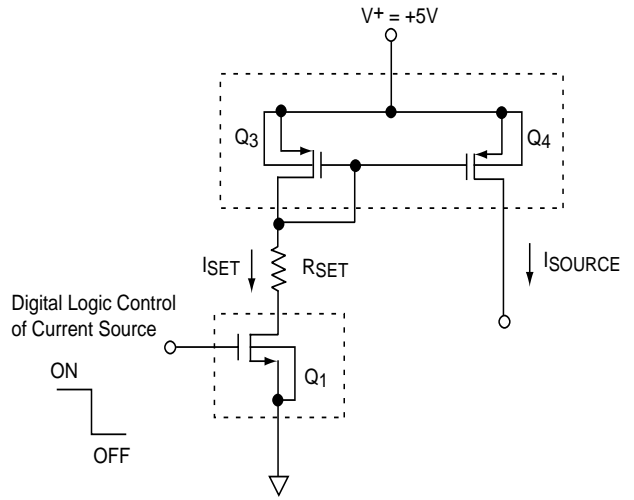 V+ = +5V
Q3
Q4
ISET
RSET
ISOURCE
Digital Logic Control
of Current Source
Q1
ON
OFF